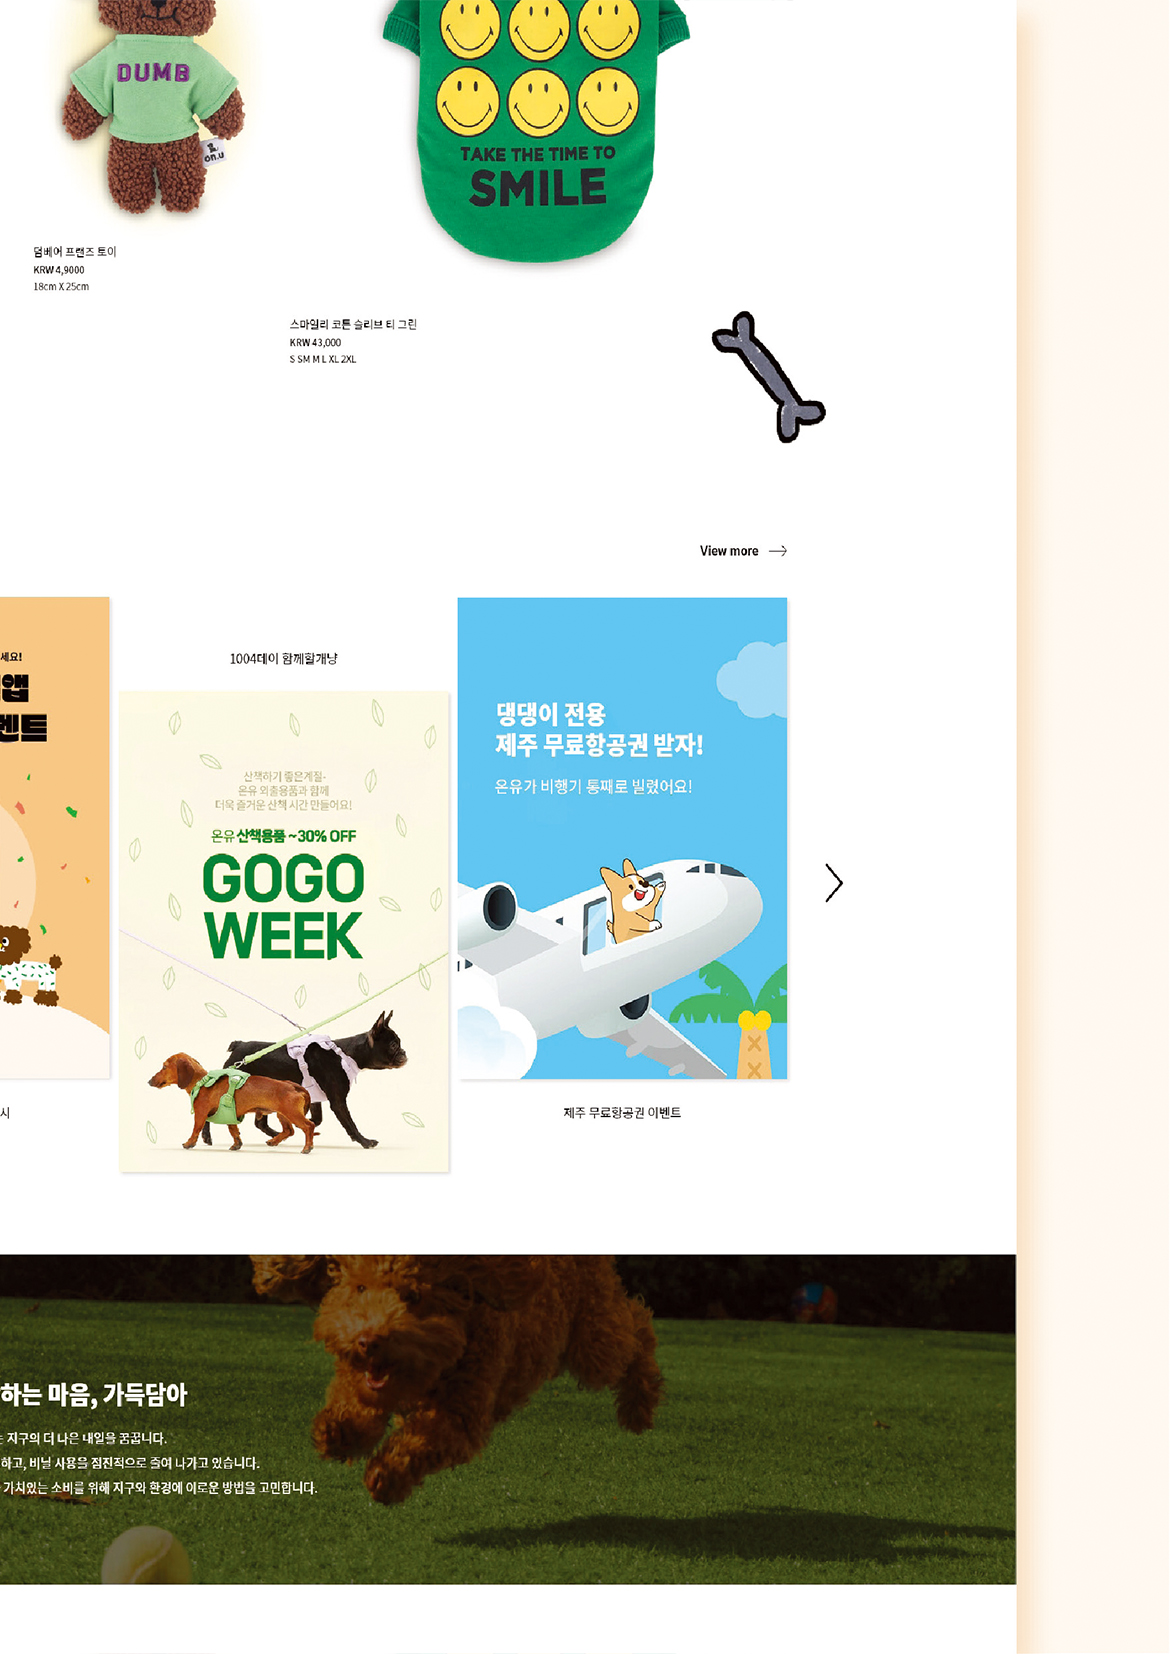 DUMB
on.u
TAKE THE TIME TO
SMILE
덤베어 프랜즈 토이
KRW 4,9000
18cm X 25cm
스마일리 코튼 슬리브 티 그린
KRW 43,000
S SM M L XL 2XL
View more
세요!
앱
벤트
시
1004데이 함께할개냥
산책하기 좋은계절~
온유 외출용품과 함께
더욱 즐거운 산책 시간 만들어요!
온유 산책용품 ~30% OFF
GOGO
WEEK
댕댕이 전용
제주 무료항공권 받자!
온유가 비행기 통째로 빌렸어요!
제주 무료항공권 이벤트
하는 마음, 가득담아
는 지구의 더 나은 내일을 꿈꿉니다.
하고, 비닐 사용을 점진적으로 줄여 나가고 있습니다.
가치있는 소비를 위해 지구와 환경에 이로운 방법을 고민합니다.